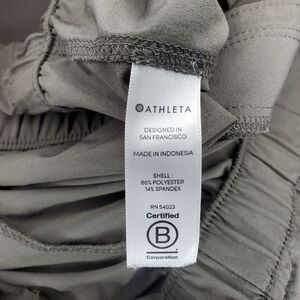 ATHLETA
DESIGNED IN
SAN FRANCISCO
MADE IN INDONESIA
SHELL:
86% POLYESTER
14% SPANDEX
RN 54023
Certified
B
Corporation